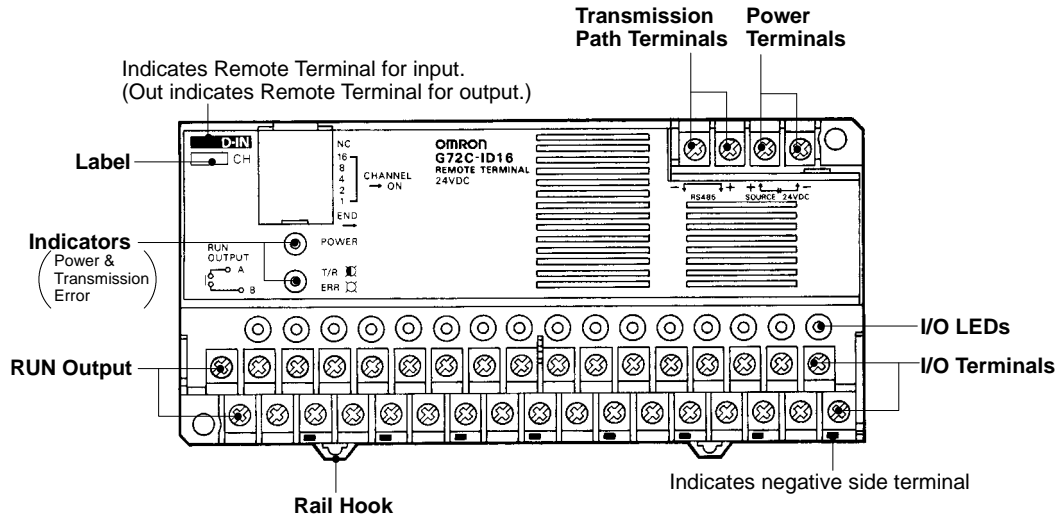 Transmission
Path Terminals
Power
Terminals
Indicates Remote Terminal for input.
(Out indicates Remote Terminal for output.)
Label
D-IN
CH
NC
16
8
4
2
1
CHANNEL
→ ON
END
→
OMRON
G72C-ID16
REMOTE TERMINAL
24VDC
− RS485 +
+ SOURCE 24VDC −
Indicators
(Power &
Transmission
Error)
POWER
RUN
OUTPUT
A
B
T/R
ERR
I/O LEDs
RUN Output
I/O Terminals
Indicates negative side terminal
Rail Hook